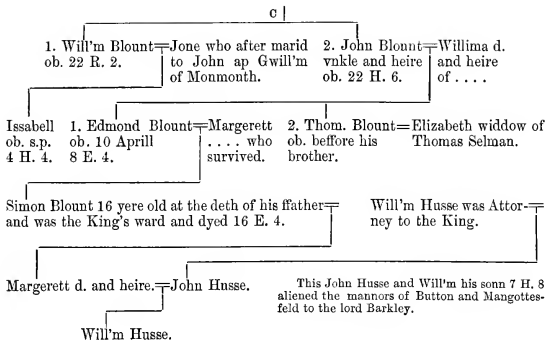 c
1. Will'm Blount
ob. 22 R. 2.
Jone who after marid
to John ap Gwill'm
of Monmonth.
2. John Blount
vnkle and heire
ob. 22 H. 6.
Willima d.
and heire
of . . . .
Issabell
ob. s.p.
4 H. 4.
1. Edmond Blount
ob. 10 Aprill
8 E. 4.
Margerett
. . . . who
survived.
2. Thom. Blount
ob. beffore his
brother.
Elizabeth widdow of
Thomas Selman.
Simon Blount 16 yere old at the deth of his ffather
and was the King's ward and dyed 16 E. 4.
Will'm Husse was Attor-
ney to the King.
Margerett d. and heire.
John Husse.
This John Husse and Will'm his sonn 7 H. 8
aliened the mannors of Button and Mangottes-
feld to the lord Barkley.
Will'm Husse.